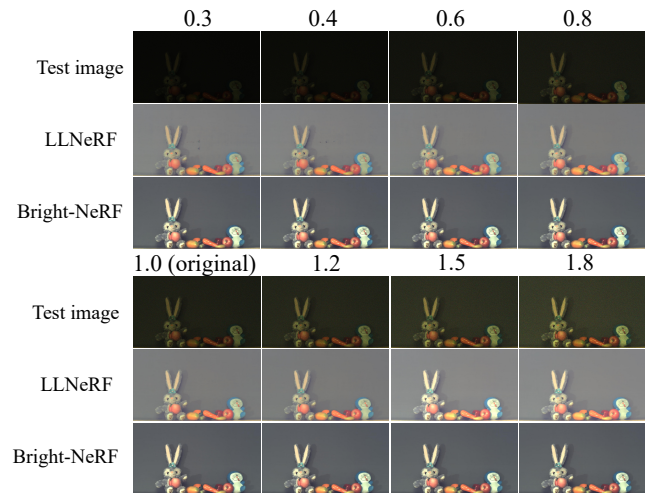 0.3 0.4 0.6 0.8
Test image
LLNeRF
Bright-NeRF
1.0 (original) 1.2 1.5 1.8
Test image
LLNeRF
Bright-NeRF